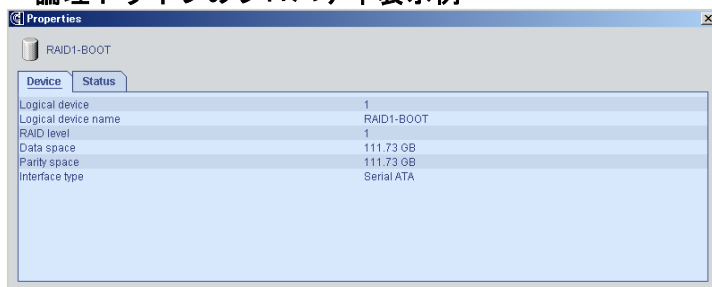 Properties
RAID1-BOOT
Device Status
Logical device 1
Logical device name RAID1-BOOT
RAID level 1
Data space 111.73 GB
Parity space 111.73 GB
Interface type Serial ATA